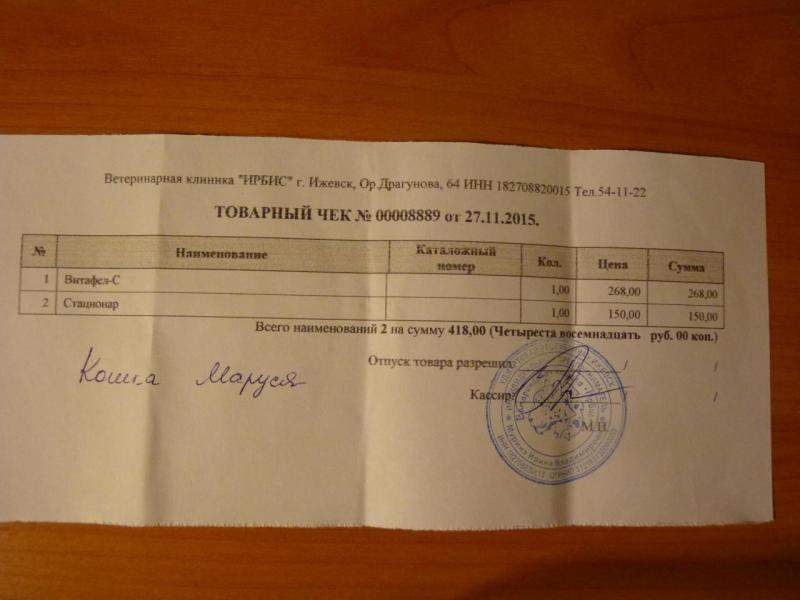 Ветеринарная клиника "ИРБИС" г. Ижевск, Ор.Драгунова, 64 ИНН 182708820015 Тел.54-11-22
ТОВАРНЫЙ ЧЕК № 00008889 от 27.11.2015.
№ Наименование Каталожный номер Кол. Цена Сумма
1 Витафел-С 1,00 268,00 268,00
2 Стационар 1,00 150,00 150,00
Всего наименований 2 на сумму 418,00 (Четыреста восемнадцать руб. 00 коп.)
Отпуск товара разрешил: / /
Кошка Маруся
Кассир: / /
М.П.
Ирина Владимировна